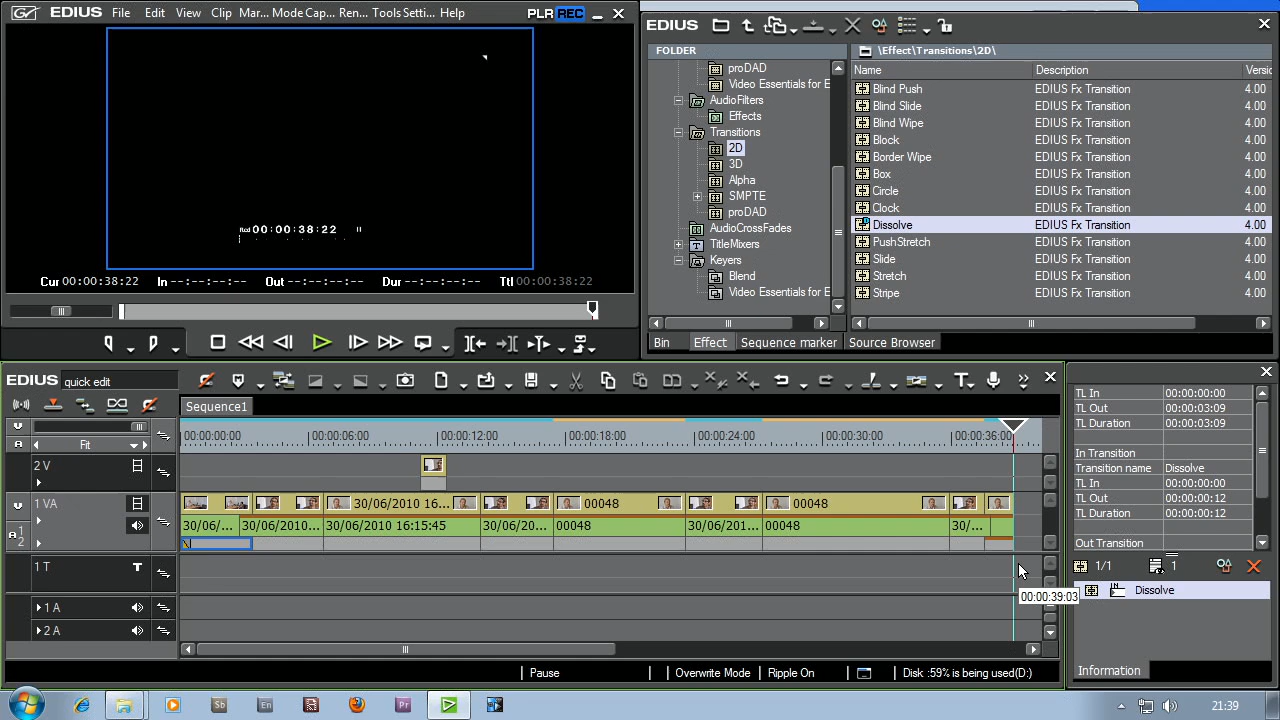 EDIUS File Edit View Clip Mar... Mode Cap... Ren... Tools Setti... Help PLR REC
Rcd 00:00:38:22
Cur 00:00:38:22 In --:--:--:-- Out --:--:--:-- Dur --:--:--:-- Ttl 00:00:38:22
EDIUS
FOLDER
\Effect\Transitions\2D\
proDAD
Video Essentials for E
AudioFilters
Effects
Transitions
2D
3D
Alpha
SMPTE
proDAD
AudioCrossFades
TitleMixers
Keyers
Blend
Video Essentials for E
Name Description Versic
Blind Push EDIUS Fx Transition 4.00
Blind Slide EDIUS Fx Transition 4.00
Blind Wipe EDIUS Fx Transition 4.00
Block EDIUS Fx Transition 4.00
Border Wipe EDIUS Fx Transition 4.00
Box EDIUS Fx Transition 4.00
Circle EDIUS Fx Transition 4.00
Clock EDIUS Fx Transition 4.00
Dissolve EDIUS Fx Transition 4.00
PushStretch EDIUS Fx Transition 4.00
Slide EDIUS Fx Transition 4.00
Stretch EDIUS Fx Transition 4.00
Stripe EDIUS Fx Transition 4.00
Bin Effect Sequence marker Source Browser
EDIUS quick edit
Sequence1
Fit
00:00:00:00 00:00:06:00 00:00:12:00 00:00:18:00 00:00:24:00 00:00:30:00 00:00:36:00
2 V
1 VA 30/06/2010 16... 00048 00048
30/06/... 30/06/2010... 30/06/2010 16:15:45 30/06/20... 00048 30/06/201... 00048 30/...
1 T
00:00:39:03
1 A
2 A
Pause Overwrite Mode Ripple On Disk :59% is being used(D:)
TL In 00:00:00:00
TL Out 00:00:03:09
TL Duration 00:00:03:09
In Transition
Transition name Dissolve
TL In 00:00:00:00
TL Out 00:00:00:12
TL Duration 00:00:00:12
Out Transition
1/1 1
Dissolve
Information
Sb En Pr 21:39